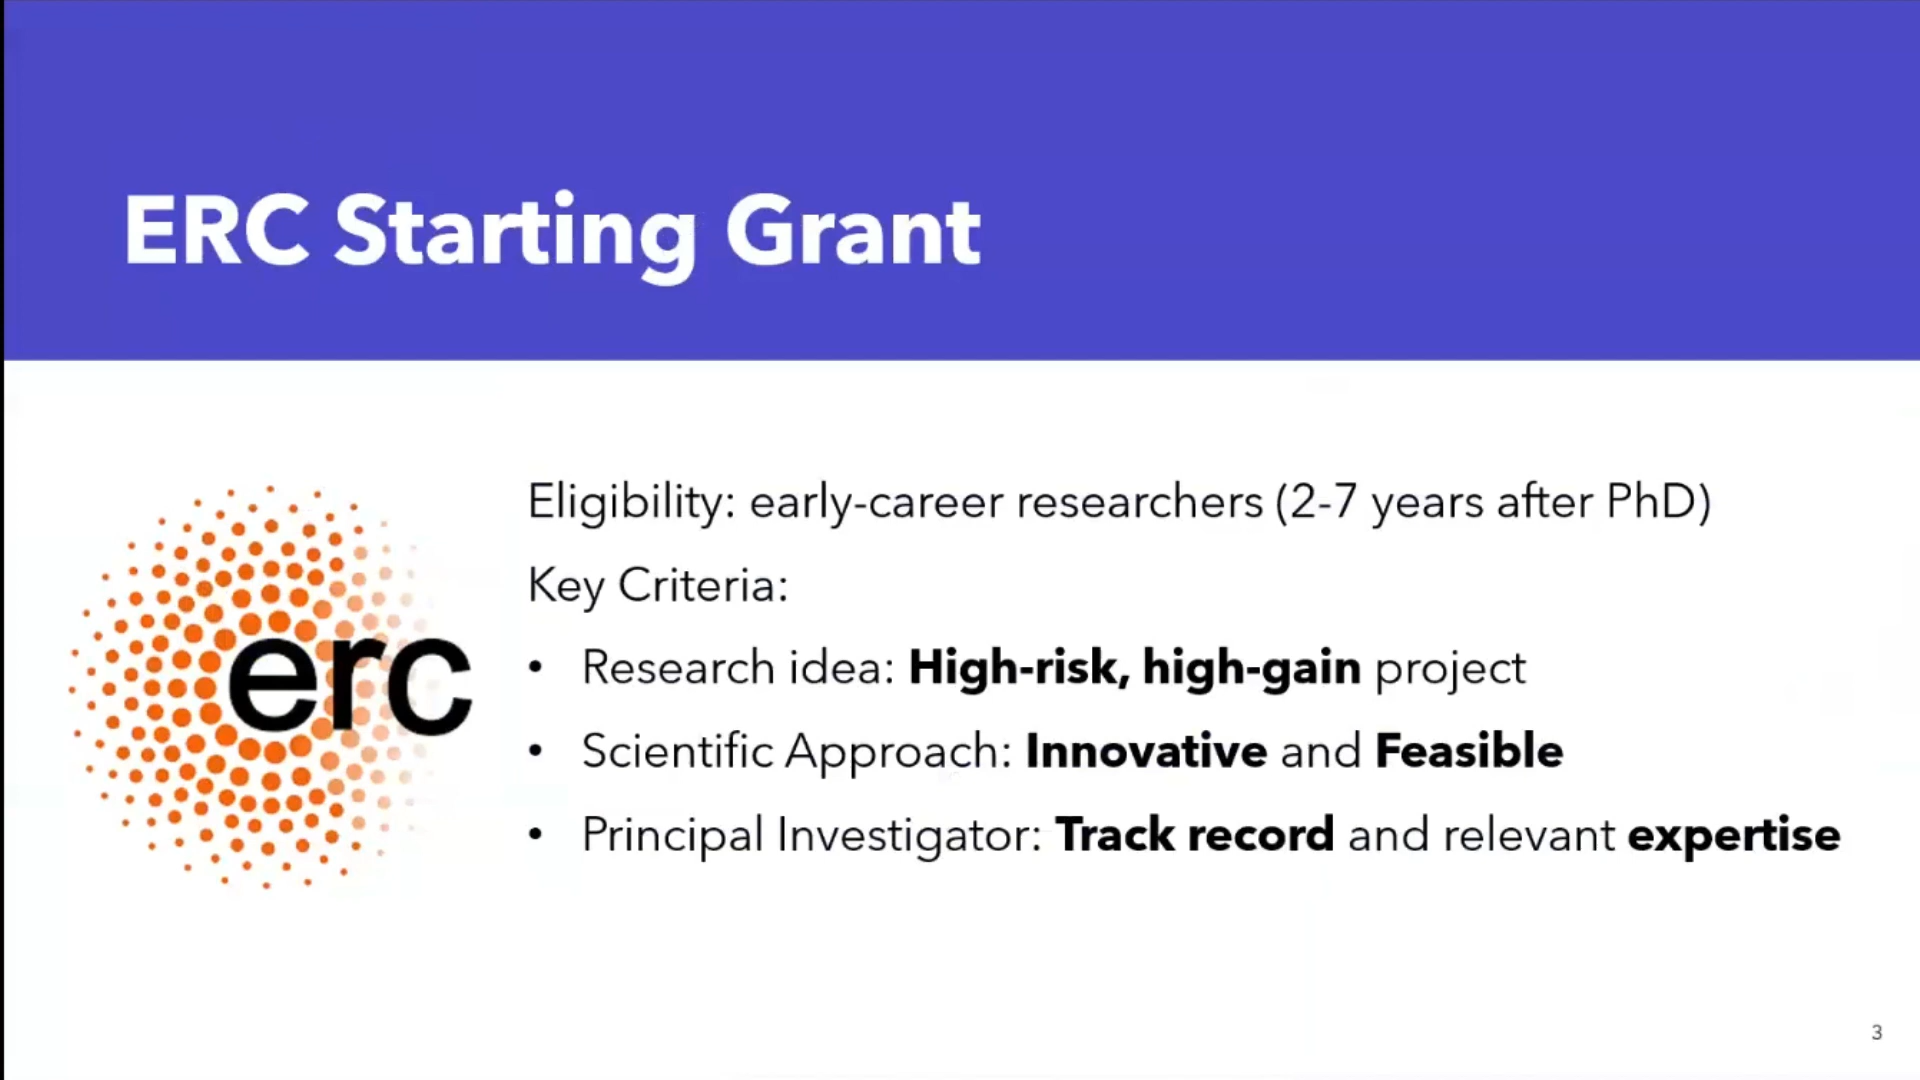 ERC Starting Grant
erc
Eligibility: early-career researchers (2-7 years after PhD)
Key Criteria:
• Research idea: High-risk, high-gain project
• Scientific Approach: Innovative and Feasible
• Principal Investigator: Track record and relevant expertise
3